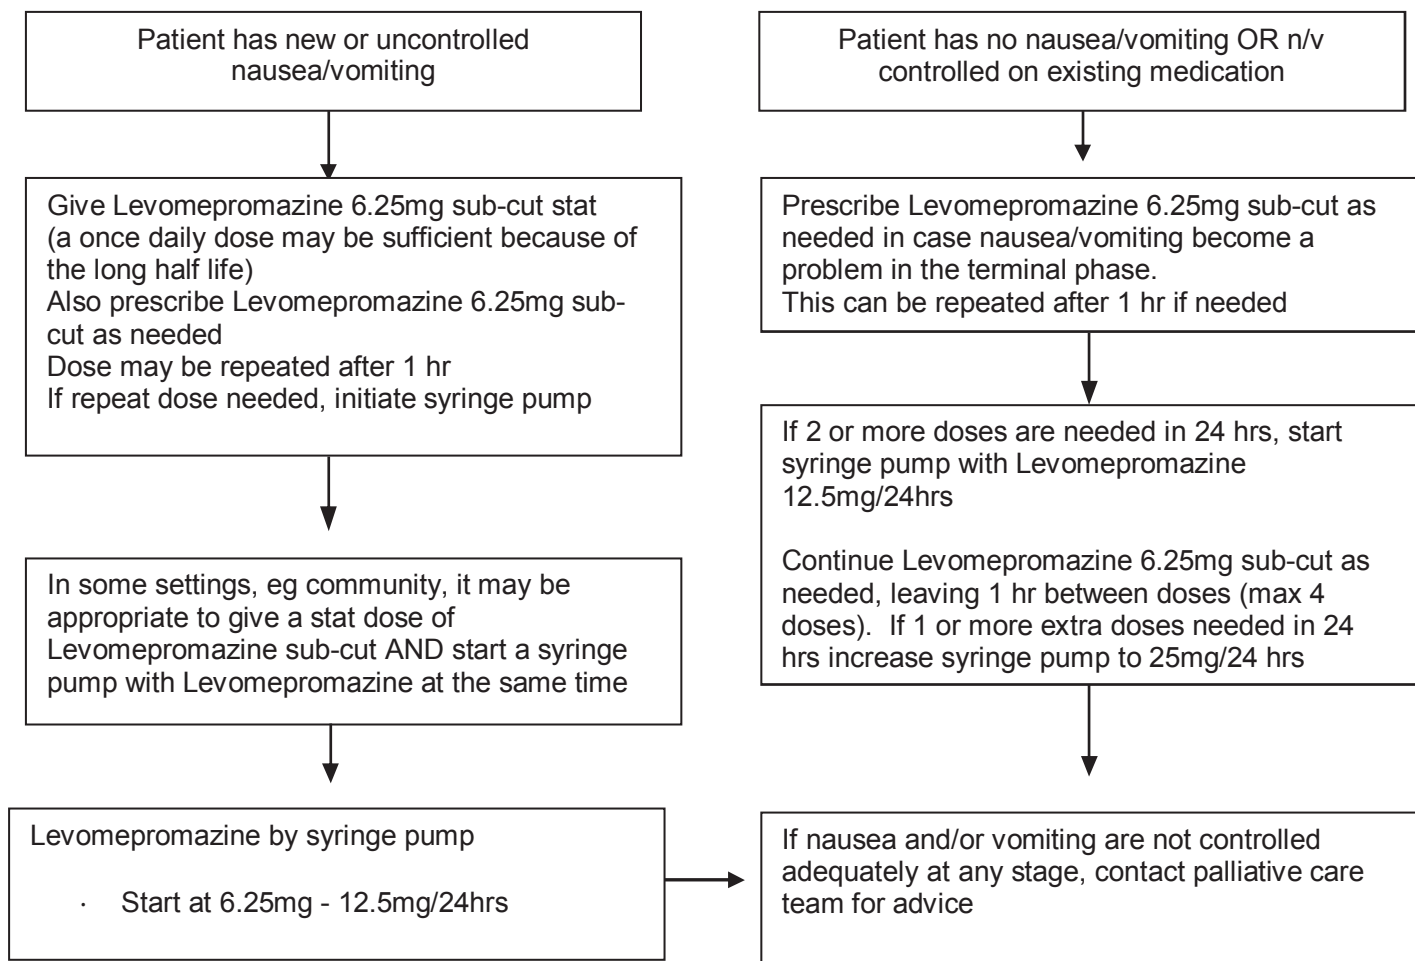 Patient has new or uncontrolled
nausea/vomiting
Give Levomepromazine 6.25mg sub-cut stat
(a once daily dose may be sufficient because of
the long half life)
Also prescribe Levomepromazine 6.25mg sub-
cut as needed
Dose may be repeated after 1 hr
If repeat dose needed, initiate syringe pump
In some settings, eg community, it may be
appropriate to give a stat dose of
Levomepromazine sub-cut AND start a syringe
pump with Levomepromazine at the same time
Levomepromazine by syringe pump
· Start at 6.25mg - 12.5mg/24hrs
Patient has no nausea/vomiting OR n/v
controlled on existing medication
Prescribe Levomepromazine 6.25mg sub-cut as
needed in case nausea/vomiting become a
problem in the terminal phase.
This can be repeated after 1 hr if needed
If 2 or more doses are needed in 24 hrs, start
syringe pump with Levomepromazine
12.5mg/24hrs
Continue Levomepromazine 6.25mg sub-cut as
needed, leaving 1 hr between doses (max 4
doses).  If 1 or more extra doses needed in 24
hrs increase syringe pump to 25mg/24 hrs
If nausea and/or vomiting are not controlled
adequately at any stage, contact palliative care
team for advice